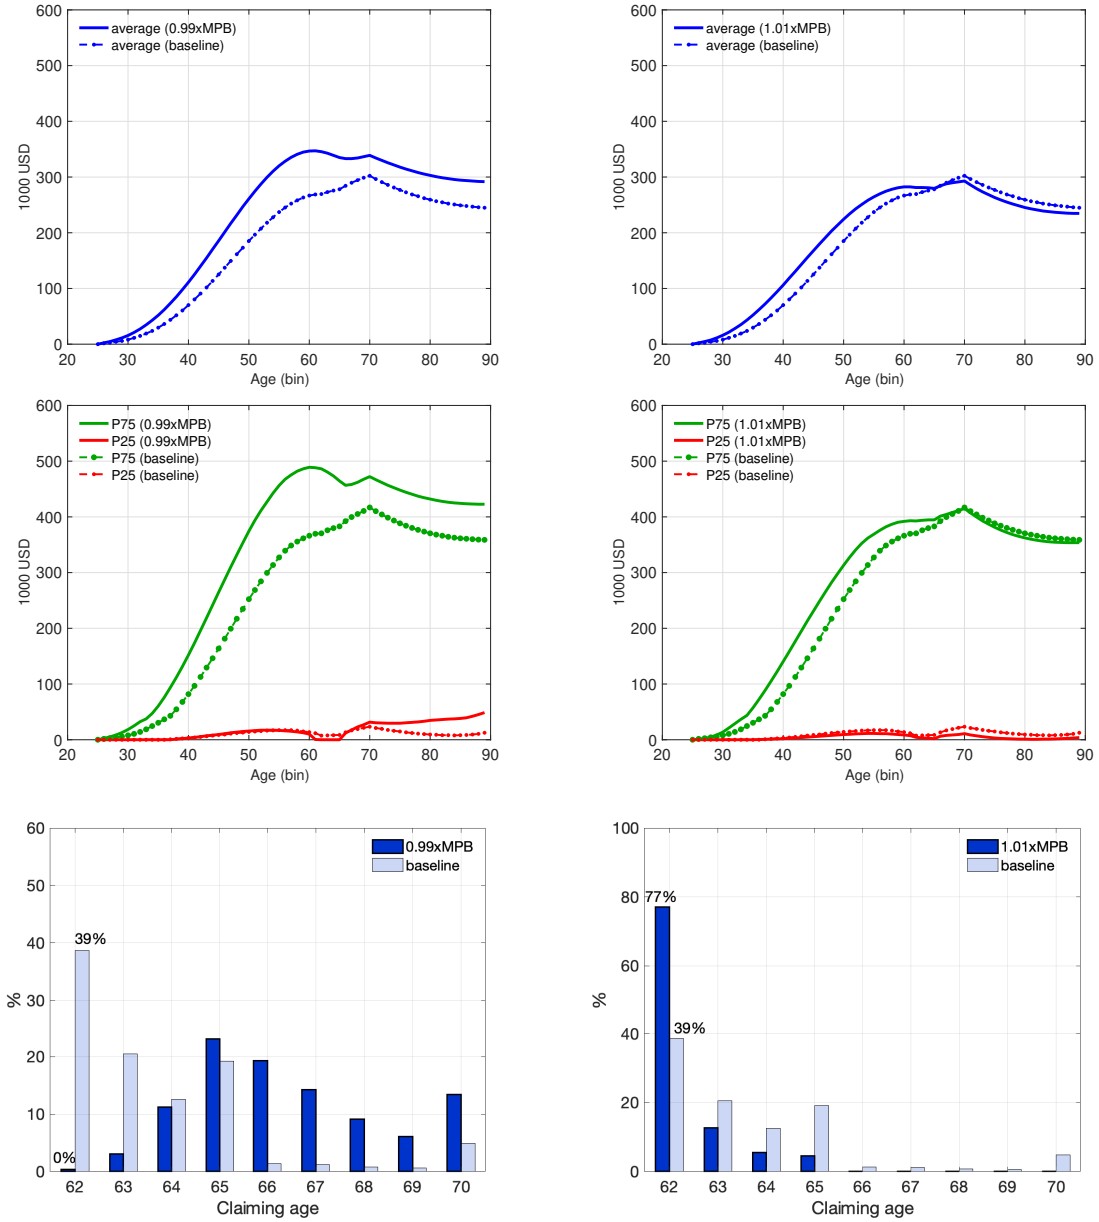 600
500
400
300
200
100
0
1000 USD
average (0.99xMPB)
average (baseline)
20 30 40 50 60 70 80 90
Age (bin)
600
500
400
300
200
100
0
1000 USD
average (1.01xMPB)
average (baseline)
20 30 40 50 60 70 80 90
Age (bin)
600
500
400
300
200
100
0
1000 USD
P75 (0.99xMPB)
P25 (0.99xMPB)
P75 (baseline)
P25 (baseline)
20 30 40 50 60 70 80 90
Age (bin)
600
500
400
300
200
100
0
1000 USD
P75 (1.01xMPB)
P25 (1.01xMPB)
P75 (baseline)
P25 (baseline)
20 30 40 50 60 70 80 90
Age (bin)
60
50
40
30
20
10
0
%
0.99xMPB
baseline
39%
0%
62 63 64 65 66 67 68 69 70
Claiming age
100
80
60
40
20
0
%
1.01xMPB
baseline
77%
39%
62 63 64 65 66 67 68 69 70
Claiming age